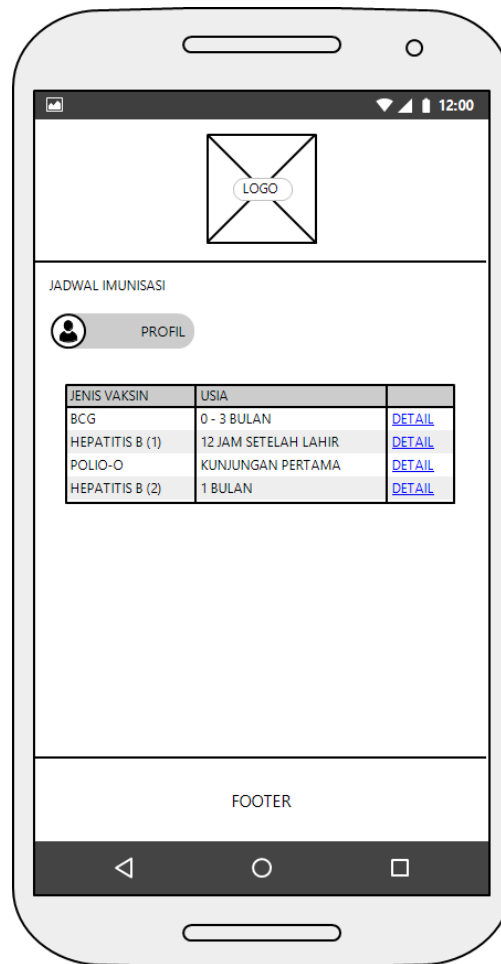 12:00
LOGO
JADWAL IMUNISASI
PROFIL
JENIS VAKSIN USIA
BCG 0 - 3 BULAN DETAIL
HEPATITIS B (1) 12 JAM SETELAH LAHIR DETAIL
POLIO-O KUNJUNGAN PERTAMA DETAIL
HEPATITIS B (2) 1 BULAN DETAIL
FOOTER